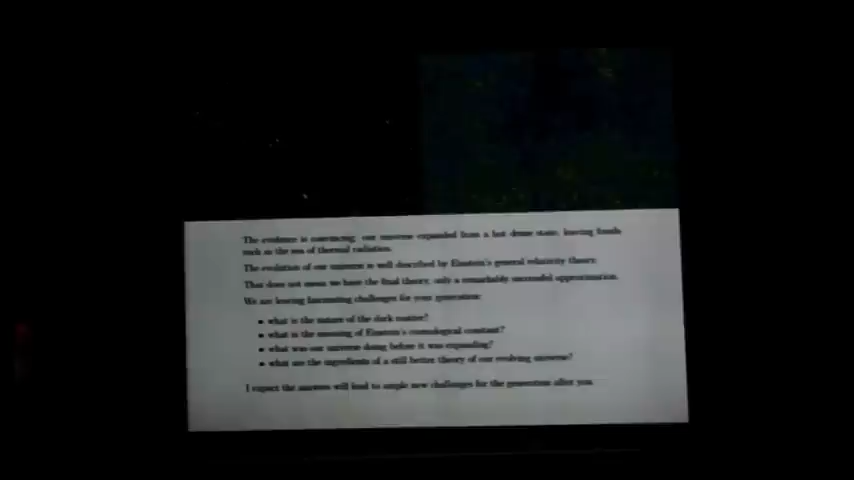 The evidence is convincing: our universe expanded from a hot dense state, leaving fossils
such as the sea of thermal radiation.
The evolution of our universe is well described by Einstein's general relativity theory.
That does not mean we have the final theory, only a remarkably successful approximation.
We are leaving fascinating challenges for your generation:
• what is the nature of the dark matter?
• what is the meaning of Einstein's cosmological constant?
• what was our universe doing before it was expanding?
• what are the ingredients of a still better theory of our evolving universe?
I expect the answers will lead to ample new challenges for the generation after you.